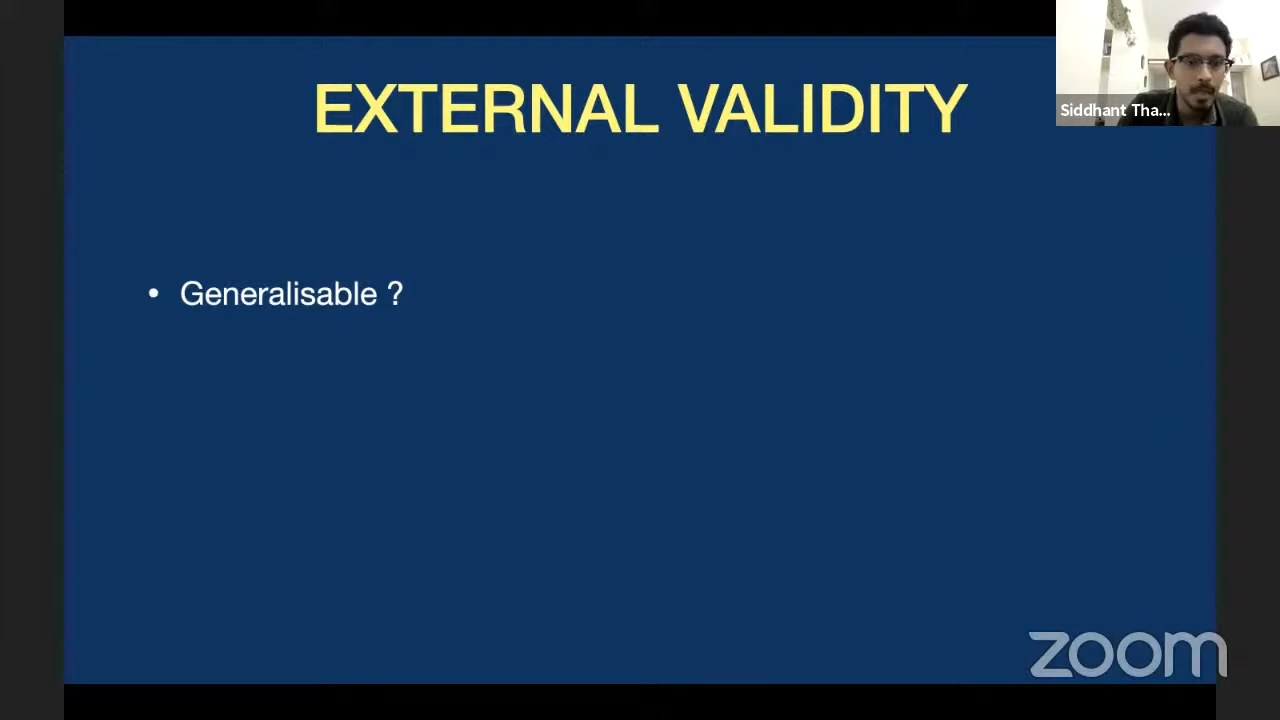 EXTERNAL VALIDITY
Siddhant Tha...
• Generalisable ?
zoom